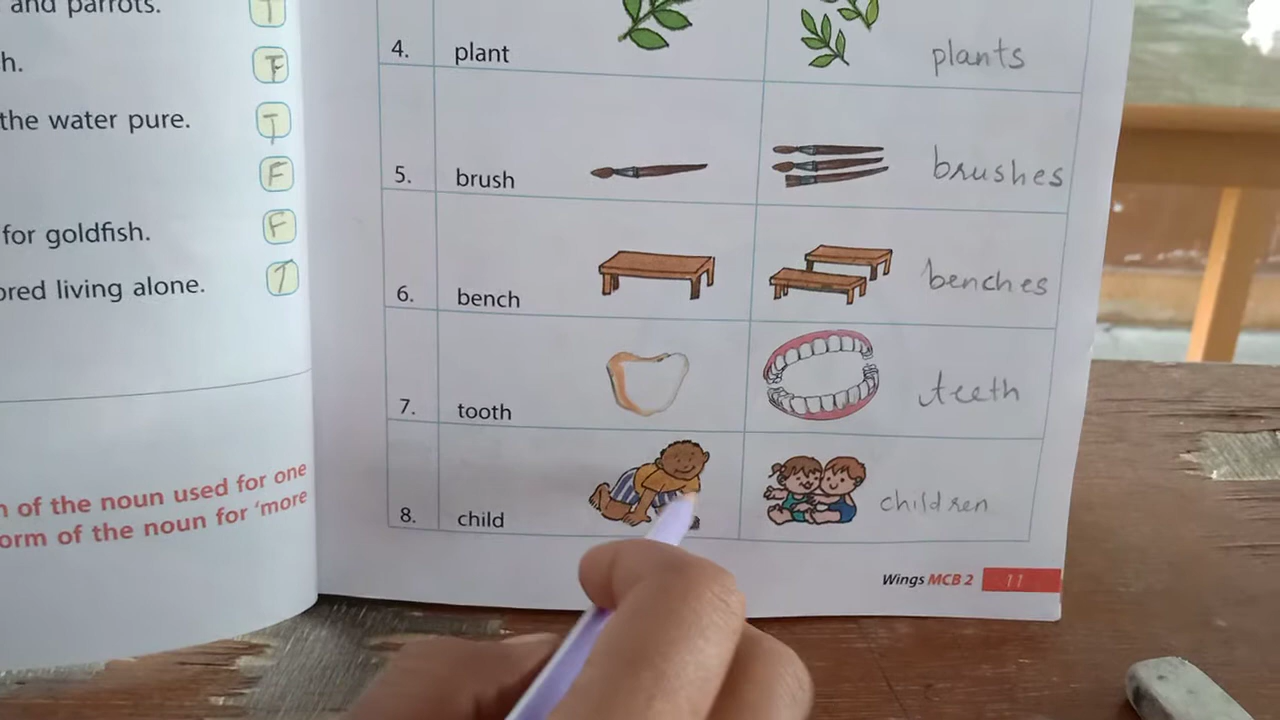 and parrots. T
h. F
the water pure. T
F
for goldfish. F
ored living alone. T
n of the noun used for one
orm of the noun for 'more
4. plant plants
5. brush brushes
6. bench benches
7. tooth teeth
8. child children
Wings MCB 2 11